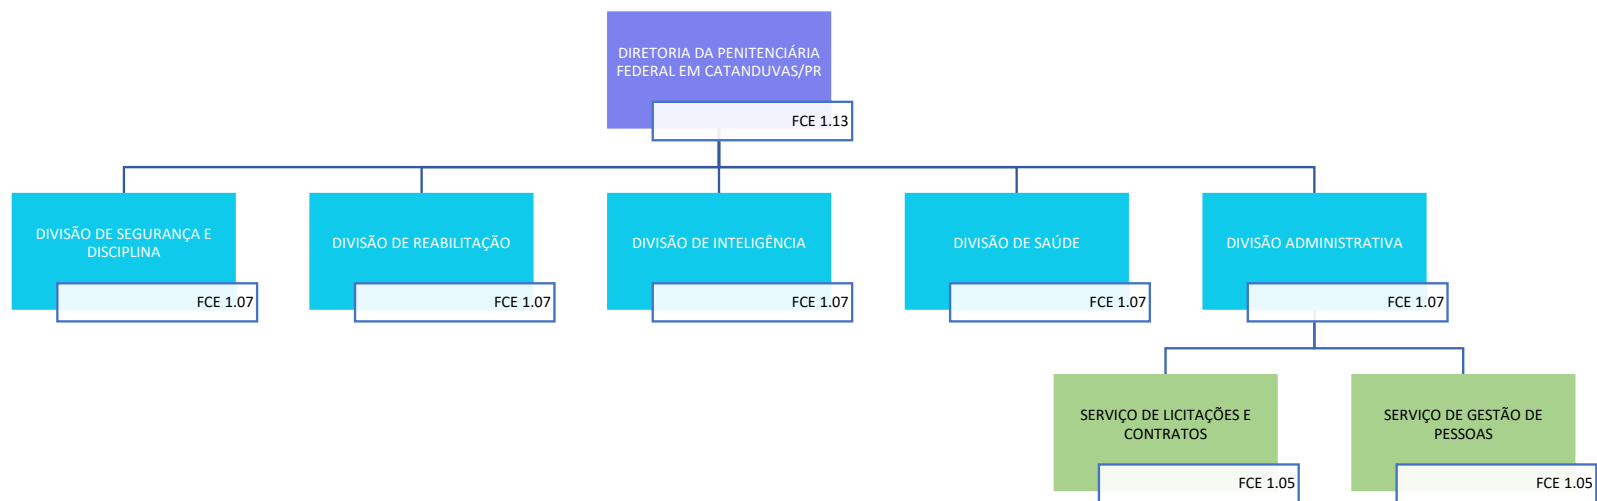 DIRETORIA DA PENITENCIÁRIA
FEDERAL EM CATANDUVAS/PR
FCE 1.13
DIVISÃO DE SEGURANÇA E
DISCIPLINA
FCE 1.07
DIVISÃO DE REABILITAÇÃO
FCE 1.07
DIVISÃO DE INTELIGÊNCIA
FCE 1.07
DIVISÃO DE SAÚDE
FCE 1.07
DIVISÃO ADMINISTRATIVA
FCE 1.07
SERVIÇO DE LICITAÇÕES E
CONTRATOS
FCE 1.05
SERVIÇO DE GESTÃO DE
PESSOAS
FCE 1.05